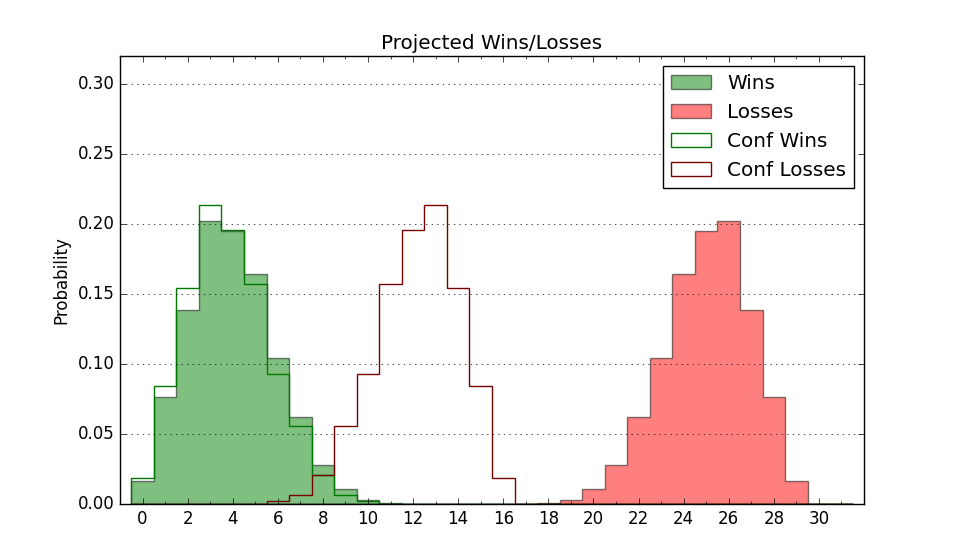 Projected Wins/Losses
Probability
0.30
0.25
0.20
0.15
0.10
0.05
0.00
Wins
Losses
Conf Wins
Conf Losses
0 2 4 6 8 10 12 14 16 18 20 22 24 26 28 30